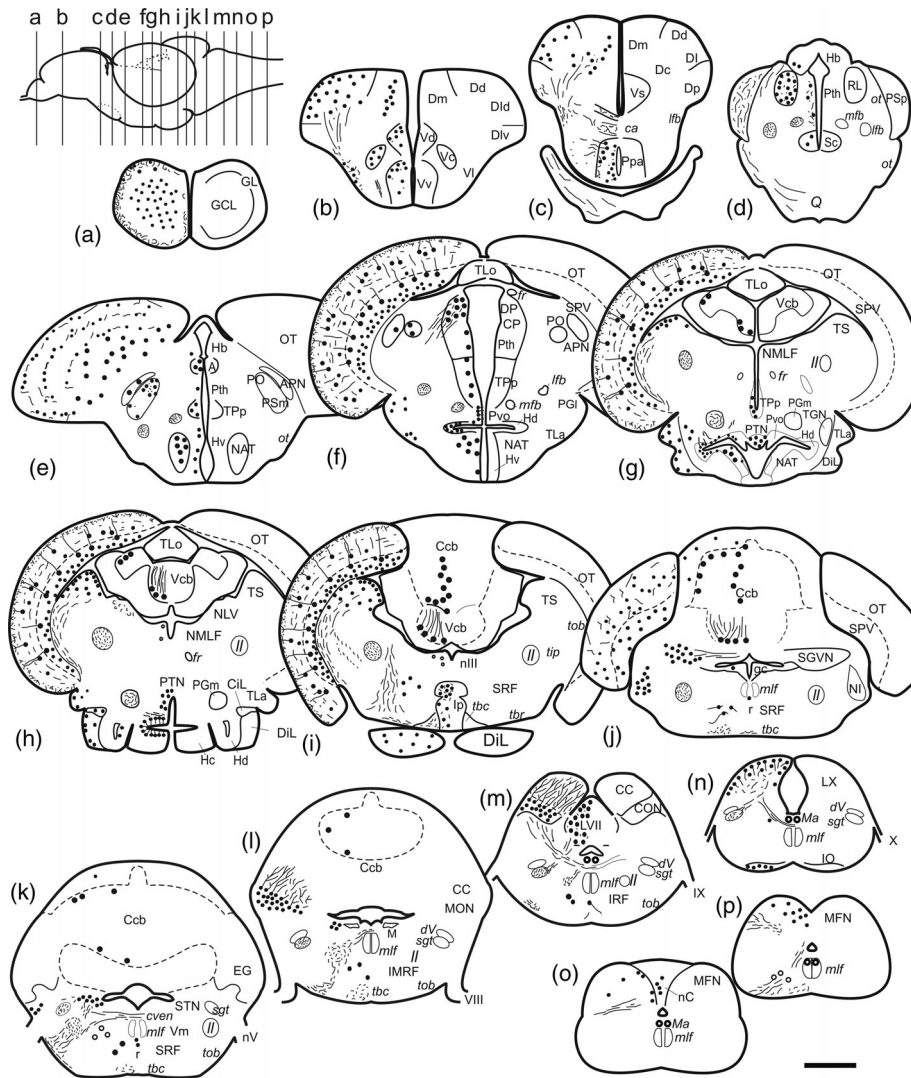 a b cde fgh ijkl mnop
GL
GCL
(a)
Dm
Dd
Dld
Dlv
Vd
Vc
Vv
Vl
(b)
Dm
Dd
Dl
Dc
Dp
Vs
ca
lfb
Ppa
(c)
Hb
Pth
RL
ot
PSp
mfb
lfb
Sc
ot
Q
(d)
OT
Hb
A
Pth
PO
APN
PSm
TPp
Hv
NAT
ot
(e)
TLo
OT
fr
DP
SPV
CP
PO
Pth
APN
TPp
lfb
mfb
Pvo
Hd
PGl
NAT
TLa
Hv
(f)
TLo
OT
Vcb
SPV
TS
NMLF
II
fr
TPp
PGm
Pvo
TGN
PTN
Hd
TLa
NAT
DiL
(g)
TLo
OT
Vcb
TS
NLV
NMLF
II
fr
PTN
PGm
CiL
TLa
DiL
Hc
Hd
(h)
Ccb
OT
TS
Vcb
tob
II
tip
nIII
SRF
Ip
tbc
tbr
DiL
(i)
Ccb
OT
SPV
SGVN
gc
mlf
II
NI
r
SRF
tbc
(j)
Ccb
EG
STN
sgt
cven
mlf
Vm
II
nV
r
SRF
tob
tbc
(k)
Ccb
CC
MON
M
dV
sgt
mlf
II
IMRF
tbc
tob
VIII
(l)
CC
CON
LVII
dV
sgt
mlf
II
IX
IRF
tob
(m)
LX
Ma
dV
sgt
mlf
X
IO
(n)
MFN
nC
Ma
mlf
(o)
MFN
mlf
(p)